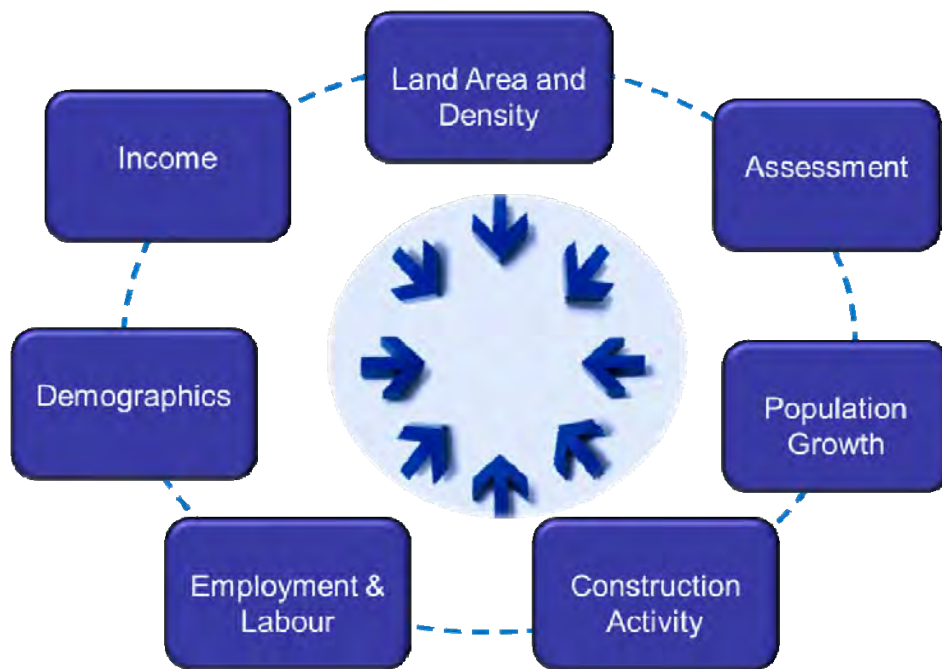 Land Area and
Density
Assessment
Population
Growth
Construction
Activity
Employment &
Labour
Demographics
Income